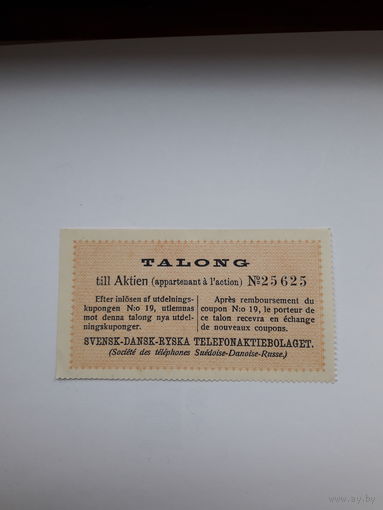 TALONG
till Aktien (appartenant à l'action) No 25625
Efter inlösen af utdelnings-
kupongen N:o 19, utlemnas
mot denna talong nya utdel-
ningskuponger.
Après remboursement du
coupon N:o 19, le porteur de
ce talon recevra en échange
de nouveaux coupons.
SVENSK-DANSK-RYSKA TELEFONAKTIEBOLAGET.
(Société des téléphones Suédoise-Danoise-Russe.)
www.ay.by